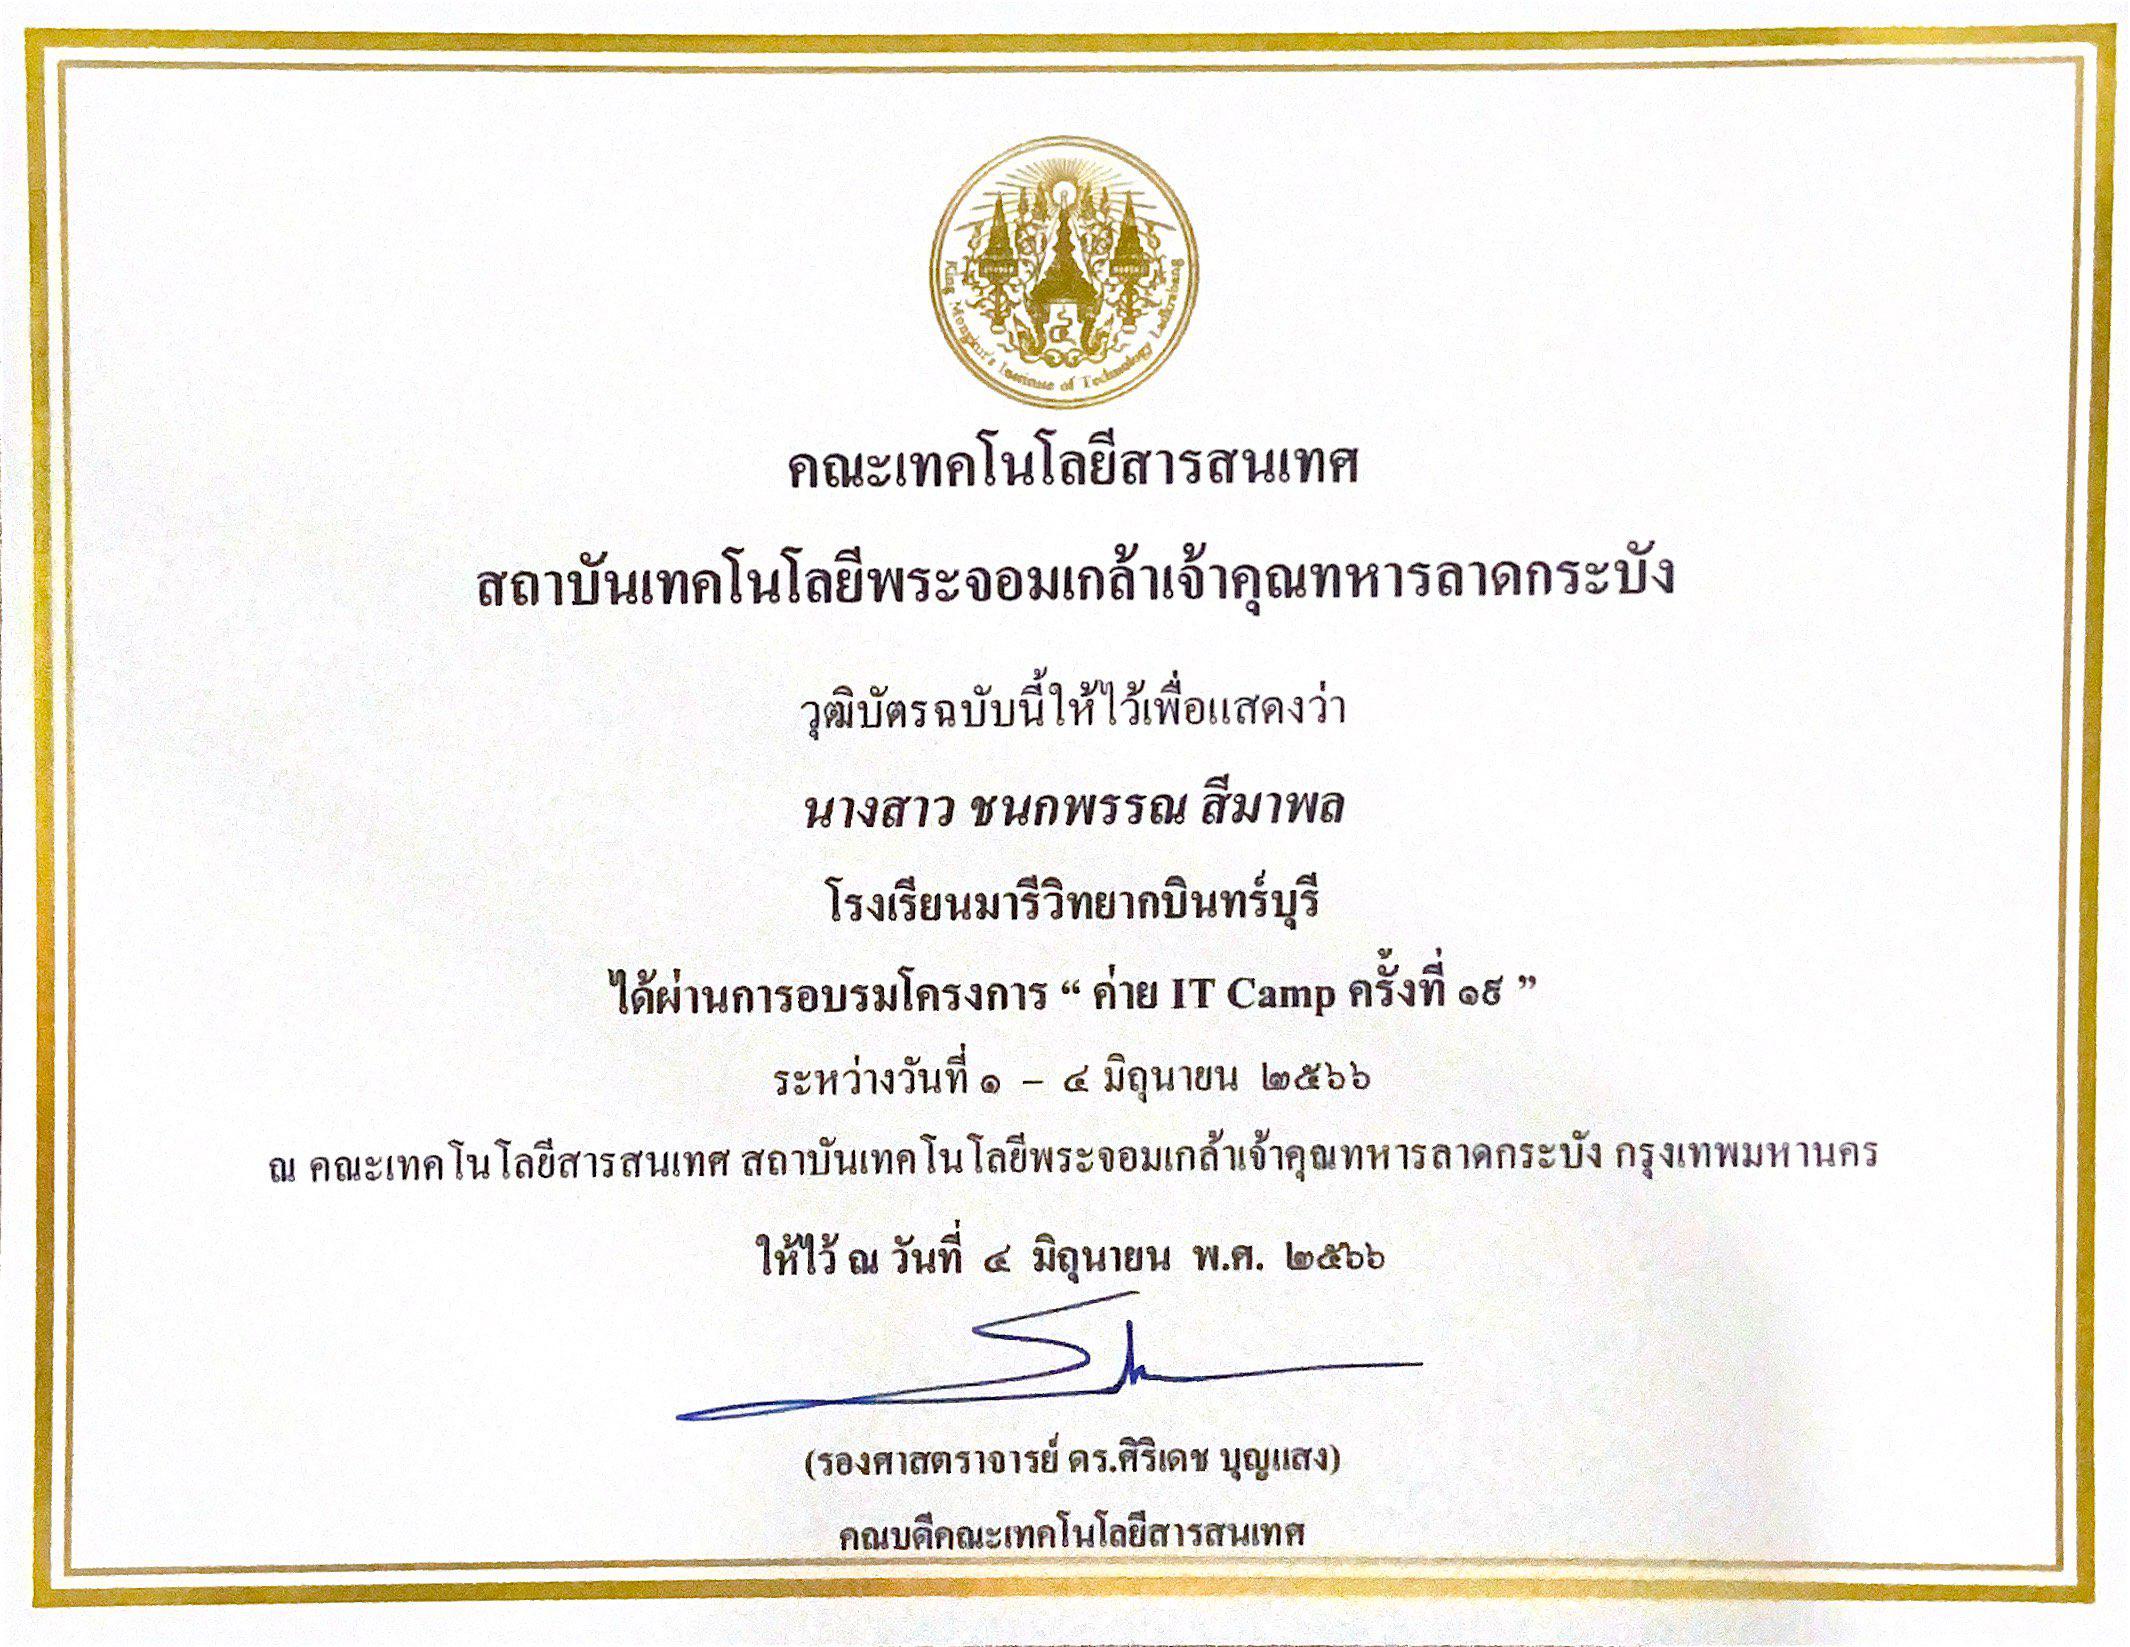 King Mongkut's Institute of Technology Ladkrabang
คณะเทคโนโลยีสารสนเทศ
สถาบันเทคโนโลยีพระจอมเกล้าเจ้าคุณทหารลาดกระบัง
วุฒิบัตรฉบับนี้ให้ไว้เพื่อแสดงว่า
นางสาว ชนกพรรณ สีมาพล
โรงเรียนมารีวิทยากบินทร์บุรี
ได้ผ่านการอบรมโครงการ “ ค่าย IT Camp ครั้งที่ ๑๙ ”
ระหว่างวันที่ ๑ – ๔ มิถุนายน ๒๕๖๖
ณ คณะเทคโนโลยีสารสนเทศ สถาบันเทคโนโลยีพระจอมเกล้าเจ้าคุณทหารลาดกระบัง กรุงเทพมหานคร
ให้ไว้ ณ วันที่ ๔ มิถุนายน พ.ศ. ๒๕๖๖
(รองศาสตราจารย์ ดร.ศิริเดช บุญแสง)
คณบดีคณะเทคโนโลยีสารสนเทศ